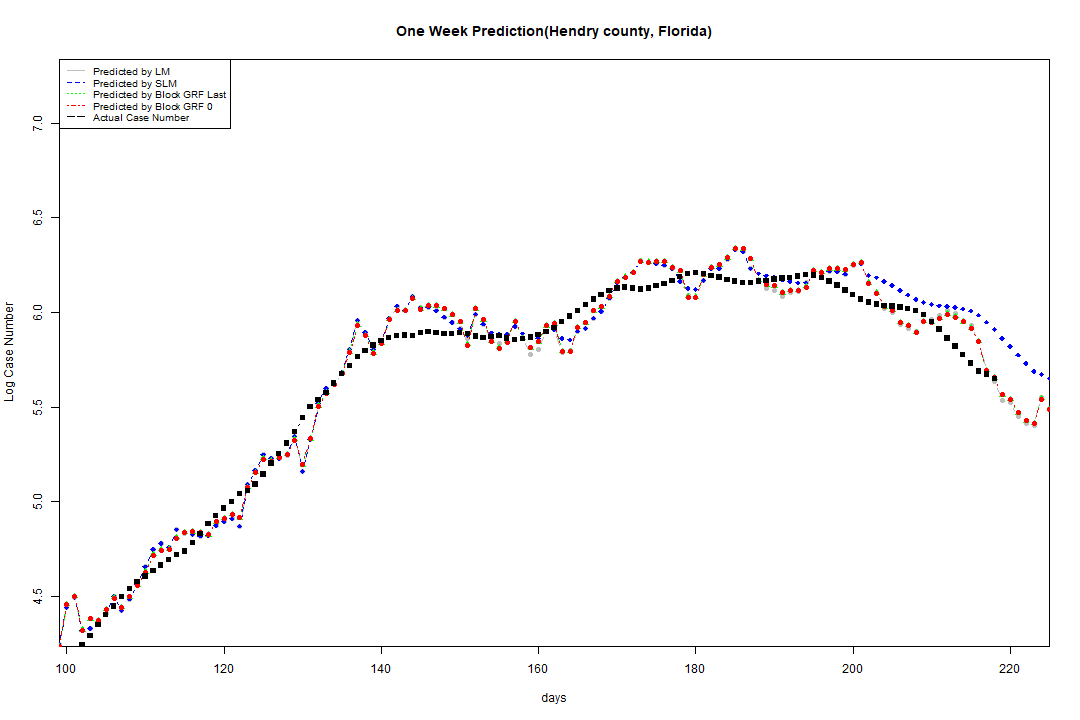 One Week Prediction(Hendry county, Florida)
Predicted by LM
Predicted by SLM
Predicted by Block GRF Last
Predicted by Block GRF 0
Actual Case Number
7.0
6.5
6.0
5.5
5.0
4.5
Log Case Number
100 120 140 160 180 200 220
days